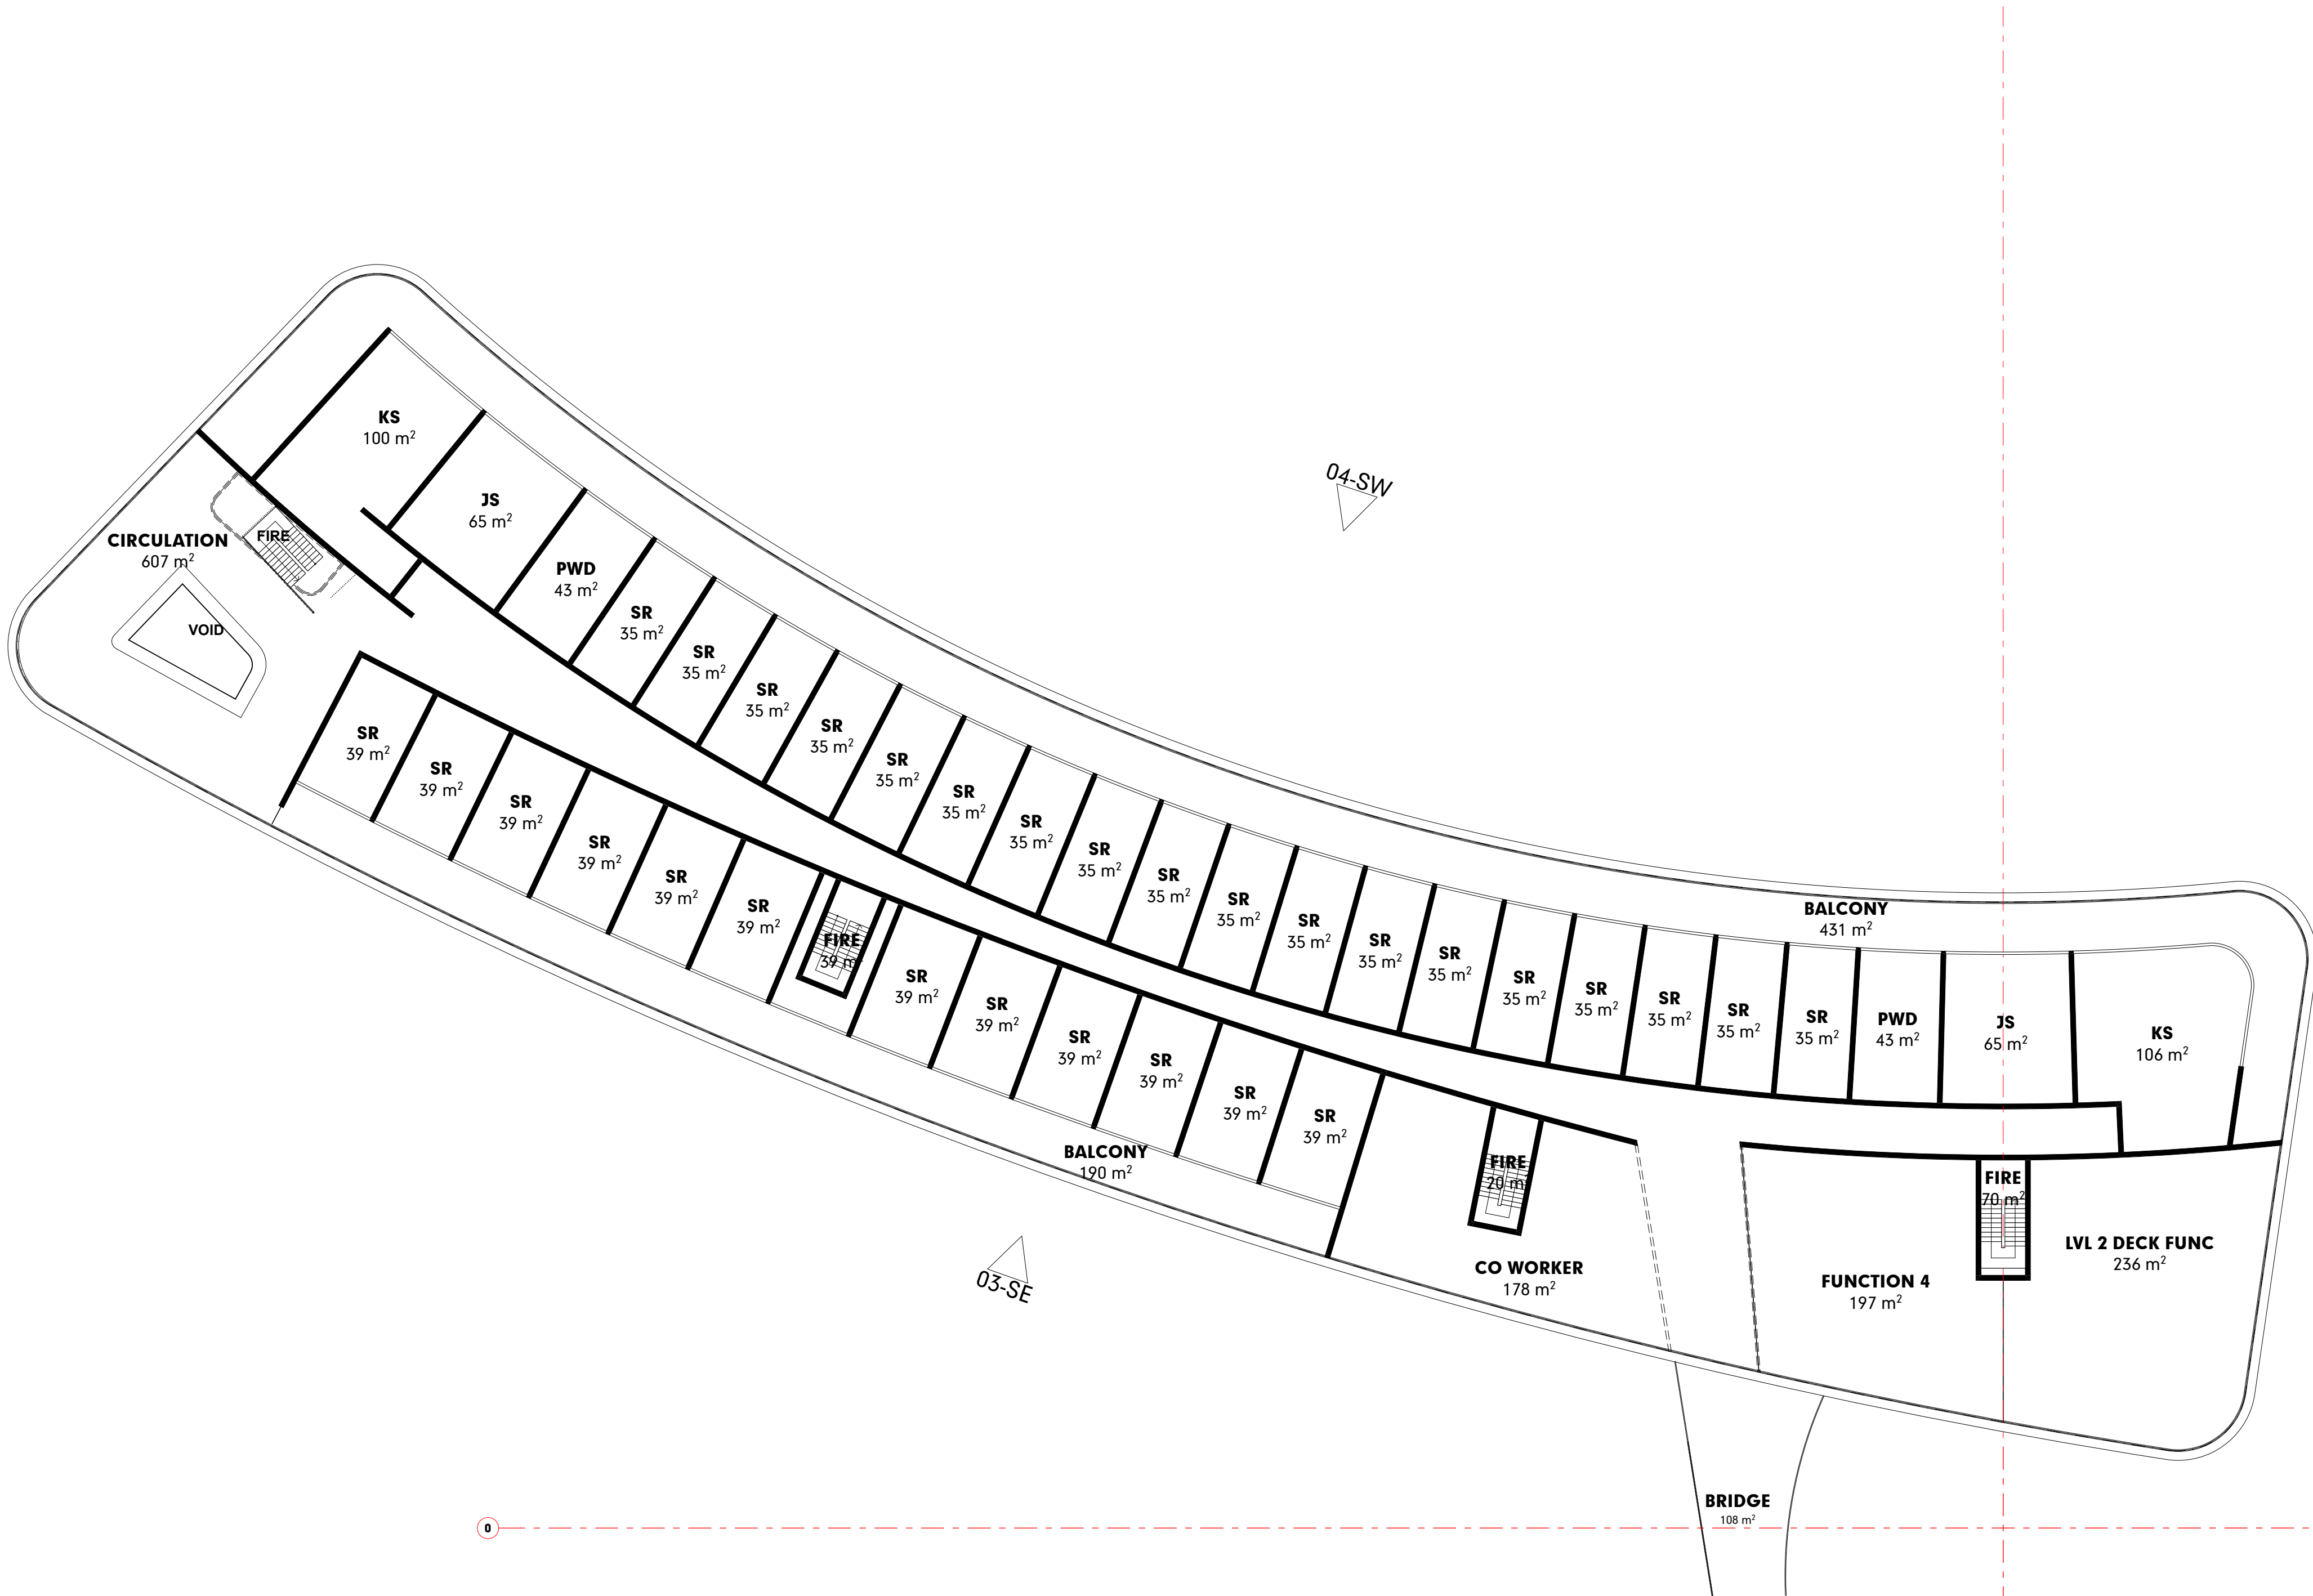 04-SW
KS
100 m²
JS
65 m²
PWD
43 m²
SR
35 m²
SR
35 m²
SR
35 m²
SR
35 m²
SR
35 m²
SR
35 m²
SR
35 m²
SR
35 m²
SR
35 m²
SR
35 m²
SR
35 m²
SR
35 m²
SR
35 m²
SR
35 m²
SR
35 m²
SR
35 m²
SR
35 m²
SR
35 m²
PWD
43 m²
JS
65 m²
KS
106 m²
BALCONY
431 m²
FIRE
CIRCULATION
607 m²
VOID
SR
39 m²
SR
39 m²
SR
39 m²
SR
39 m²
SR
39 m²
SR
39 m²
FIRE
39 m
SR
39 m²
SR
39 m²
SR
39 m²
SR
39 m²
SR
39 m²
SR
39 m²
BALCONY
190 m²
FIRE
20 m
CO WORKER
178 m²
FIRE
70 m²
FUNCTION 4
197 m²
LVL 2 DECK FUNC
236 m²
03-SE
BRIDGE
108 m²
0